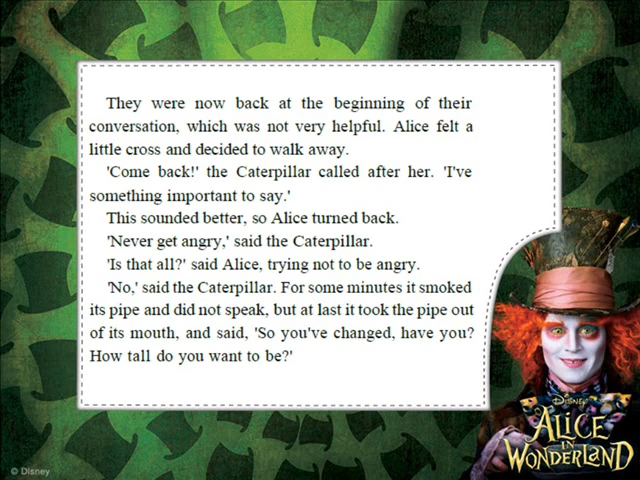 They were now back at the beginning of their
conversation, which was not very helpful. Alice felt a
little cross and decided to walk away.
'Come back!' the Caterpillar called after her. 'I've
something important to say.'
This sounded better, so Alice turned back.
'Never get angry,' said the Caterpillar.
'Is that all?' said Alice, trying not to be angry.
'No,' said the Caterpillar. For some minutes it smoked
its pipe and did not speak, but at last it took the pipe out
of its mouth, and said, 'So you've changed, have you?
How tall do you want to be?'
DISNEY
ALICE
IN
WONDERLAND
© Disney